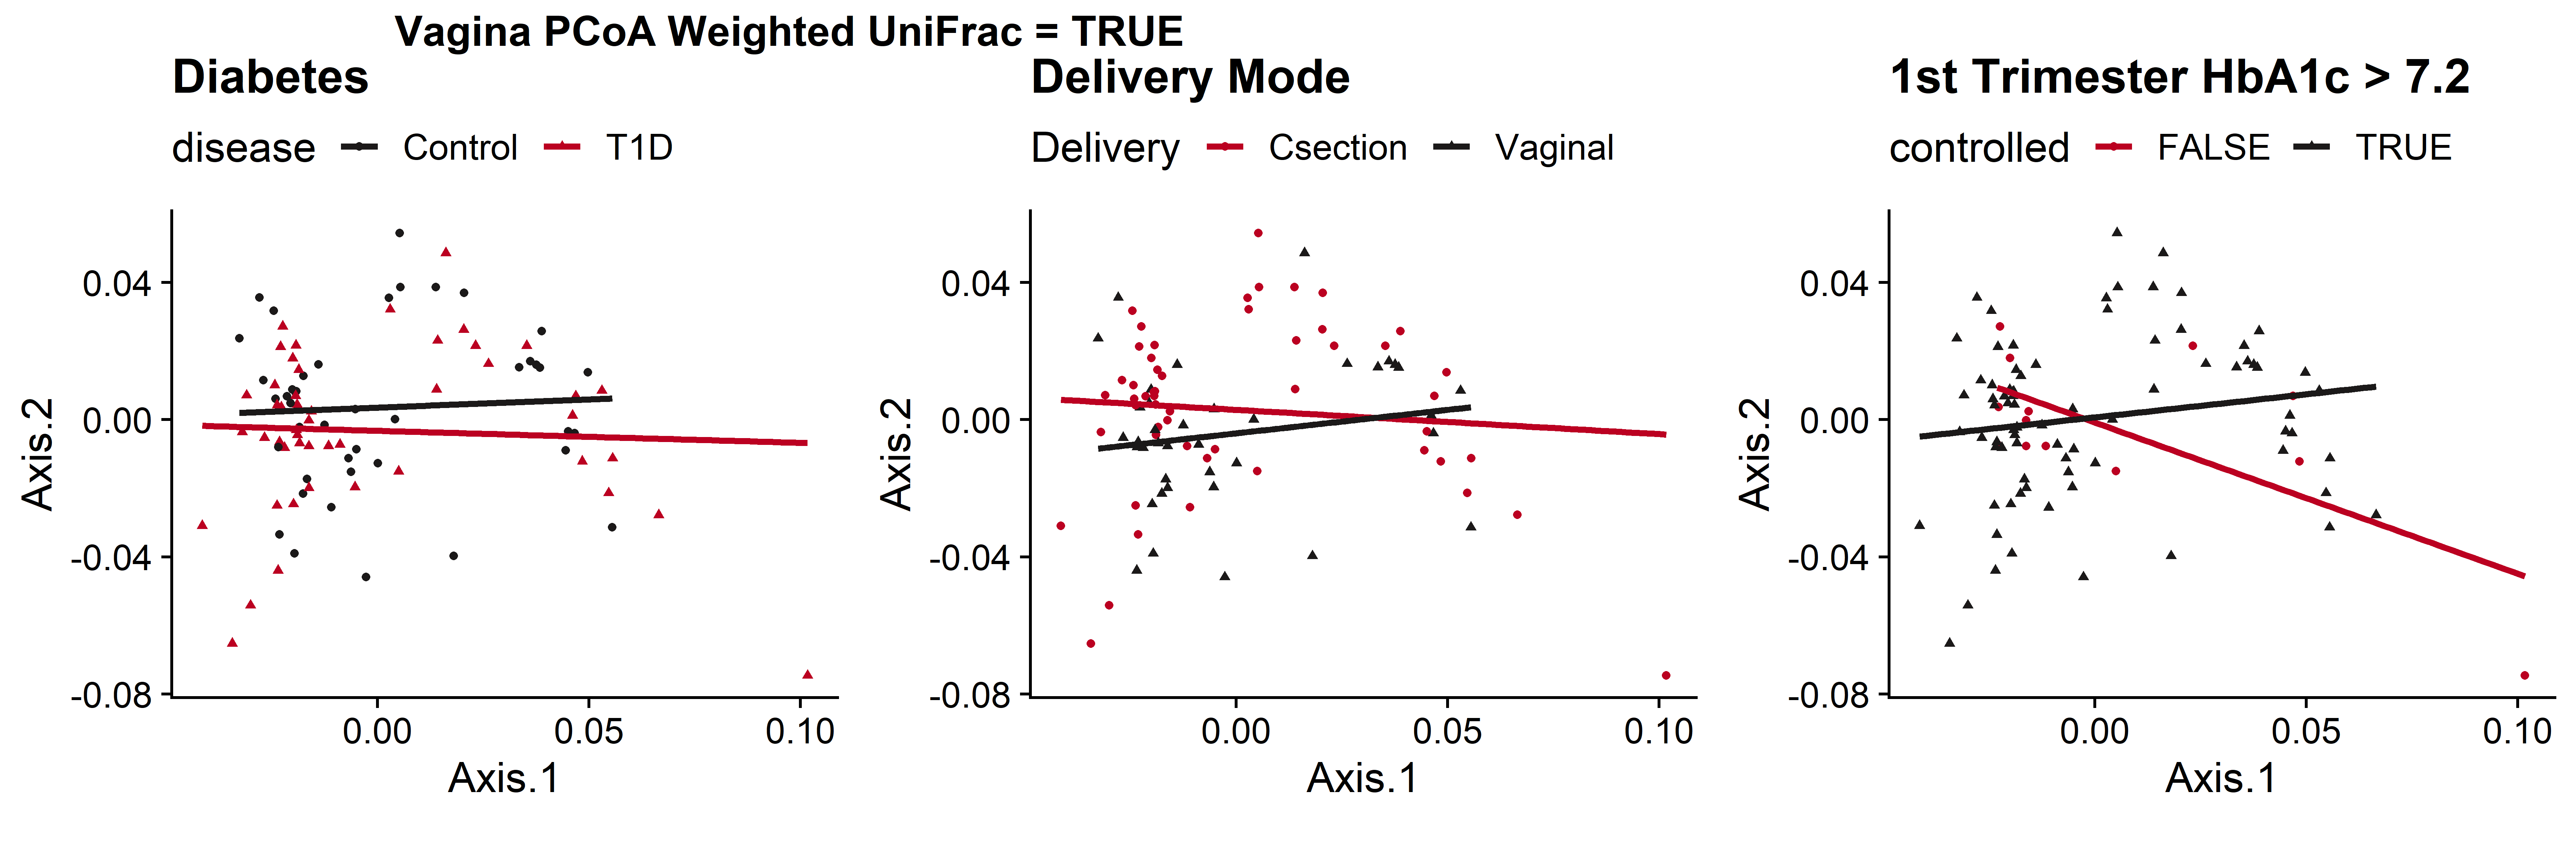 Vagina PCoA Weighted UniFrac = TRUE
Diabetes
disease Control T1D
0.04
0.00
-0.04
-0.08
Axis.2
0.00 0.05 0.10
Axis.1
Delivery Mode
Delivery Csection Vaginal
0.04
0.00
-0.04
-0.08
Axis.2
0.00 0.05 0.10
Axis.1
1st Trimester HbA1c > 7.2
controlled FALSE TRUE
0.04
0.00
-0.04
-0.08
Axis.2
0.00 0.05 0.10
Axis.1